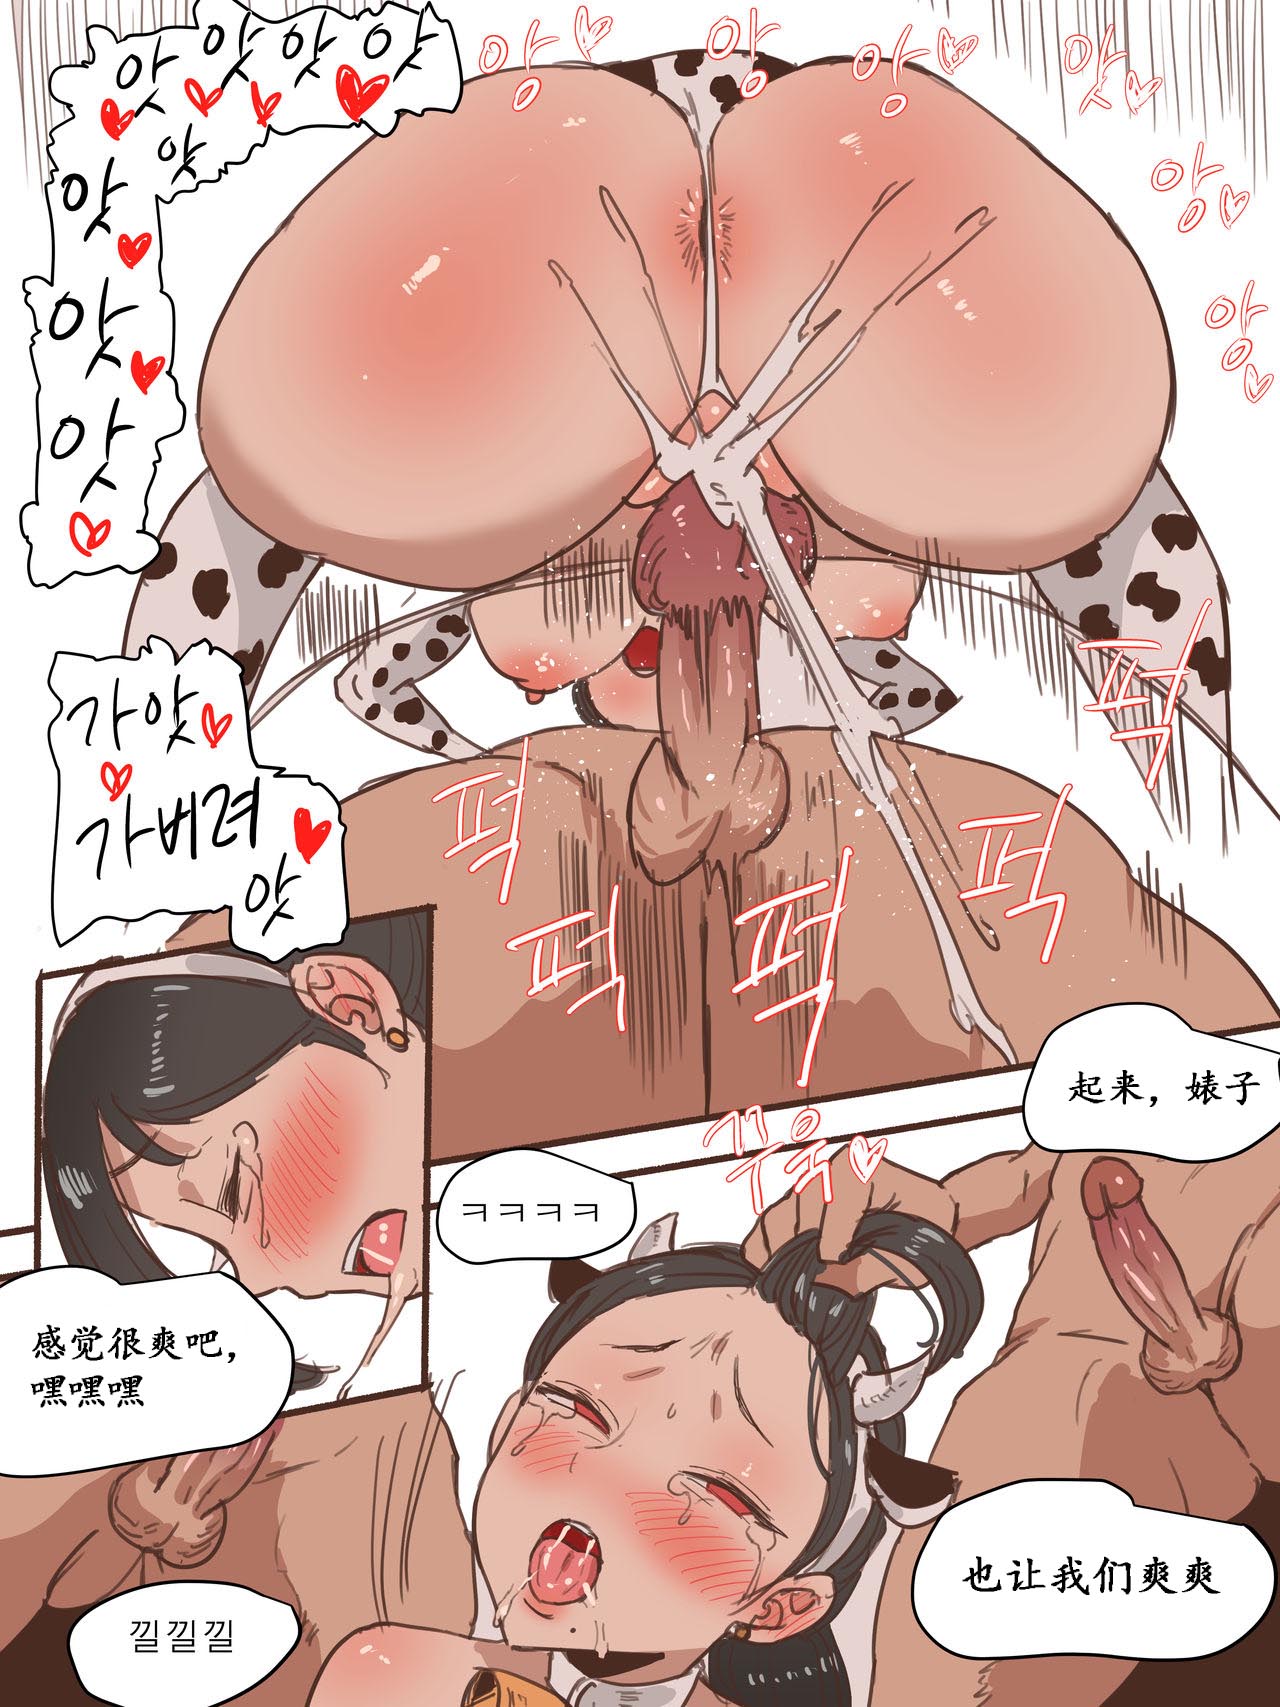 앗 앗 앗 앗
앗
앗
앗
앗
앙 앙 앙 앗
앙
앙
가앗
가버려
앗
퍽 퍽
퍽 퍽 퍽
꾸욱
起来，婊子
ㅋㅋㅋㅋ
感觉很爽吧，
嘿嘿嘿
也让我们爽爽
낄낄낄